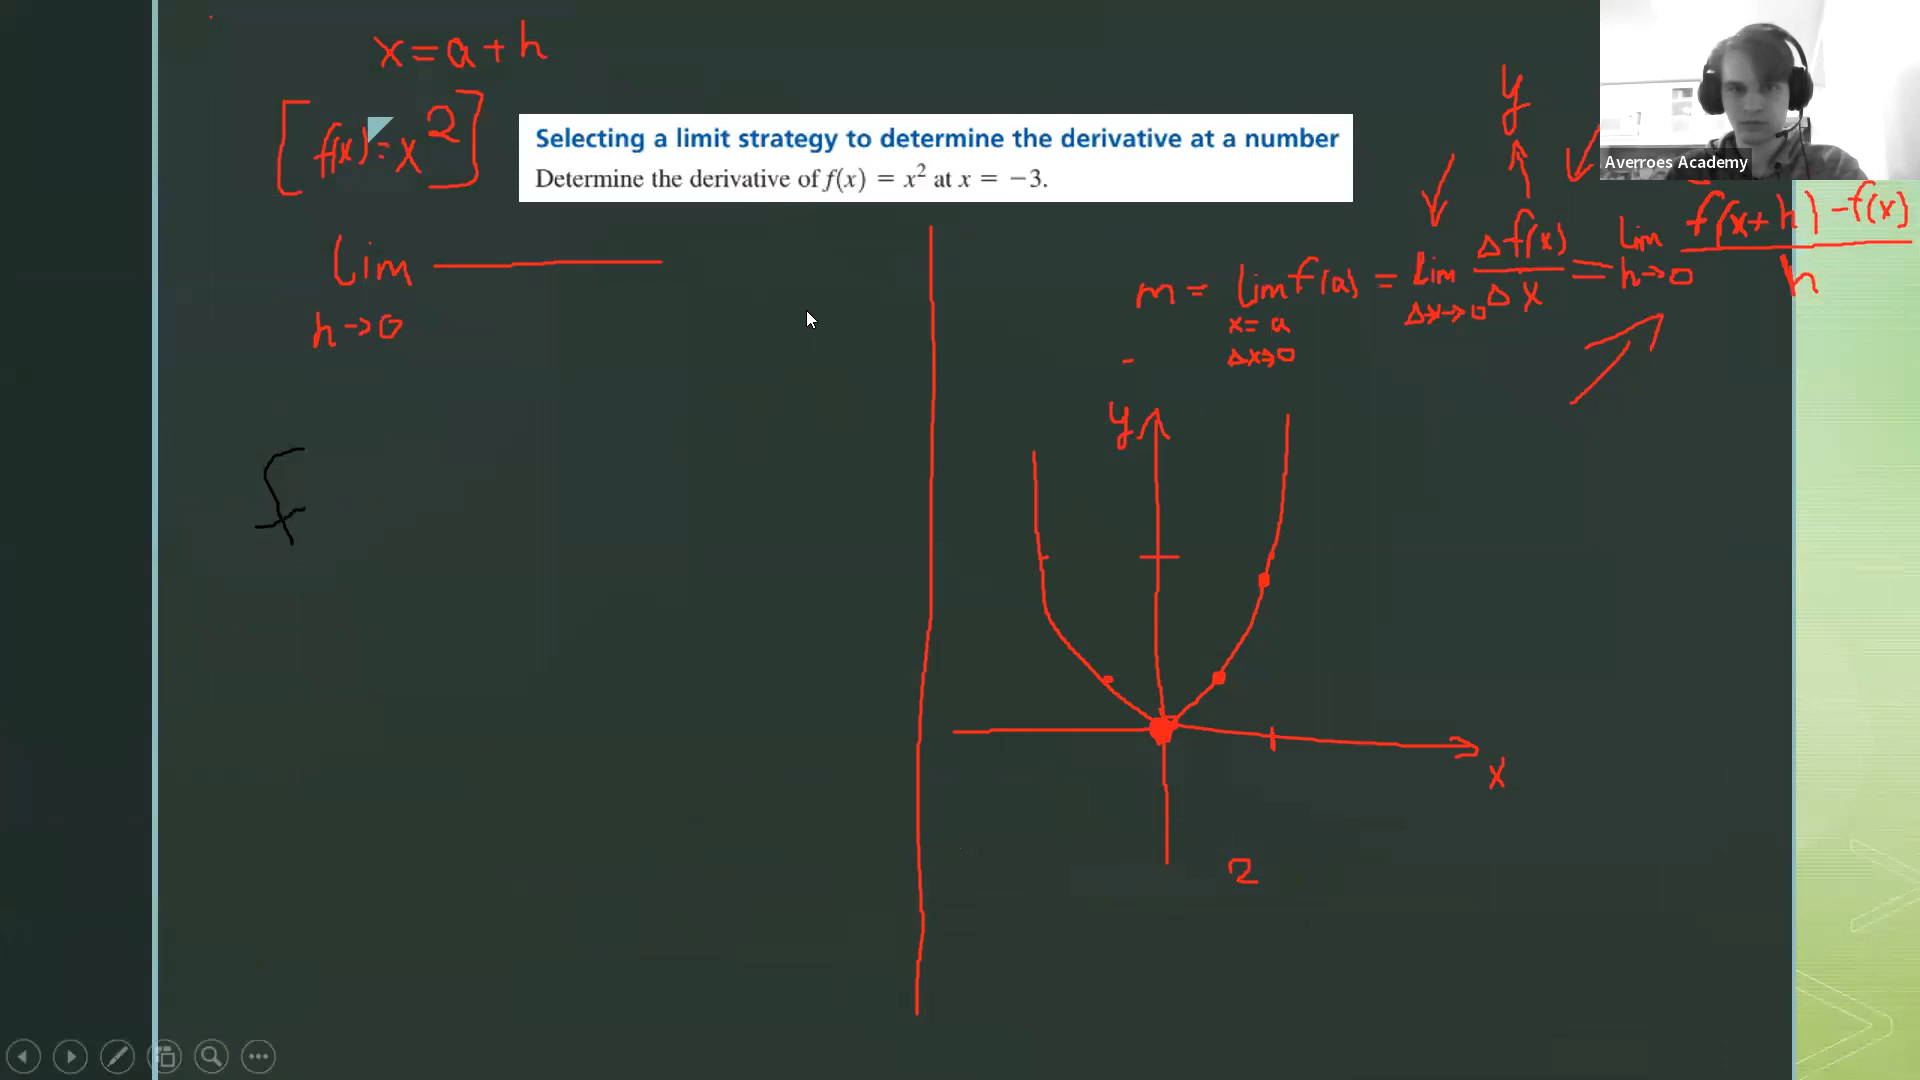 x = a + h
[f(x) = x²]
Selecting a limit strategy to determine the derivative at a number
Determine the derivative of f(x) = x² at x = −3.
lim
h → 0
f
y
Averroes Academy
m = lim f(a) = lim Δf(x)/Δx = lim f(x+h) - f(x)/h
x = a
Δx → 0
Δx → 0
h → 0
y
x
2